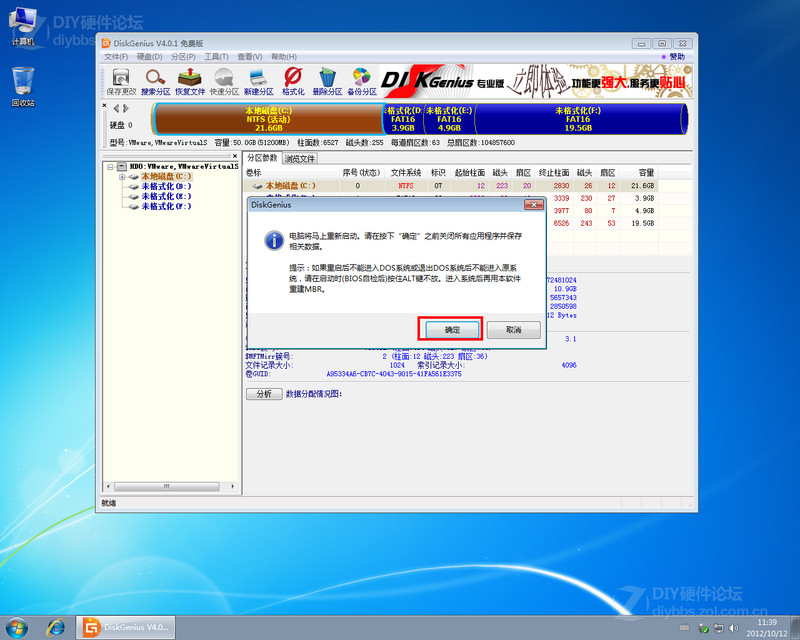 DIY硬件论坛
diybbs
计算机
回收站
DiskGenius V4.0.1 免费版
文件(F) 硬盘(D) 分区(P) 工具(T) 查看(V) 帮助(H)
赞助
保存更改 搜索分区 恢复文件 快速分区 新建分区 格式化 删除分区 备份分区
DISKGenius 专业版 立即体验 功能更强大,服务更贴心
硬盘 0
本地磁盘(C:)
NTFS (活动)
21.6GB
格式化(D:
FAT16
3.9GB
未格式化(E:)
FAT16
4.9GB
未格式化(F:)
FAT16
19.5GB
型号:VMware,VMwareVirtualS 容量:50.0GB(51200MB) 柱面数:6527 磁头数:255 每道扇区数:63 总扇区数:104857600
HD0:VMware,VMwareVirtualS
本地磁盘(C:)
未格式化(D:)
未格式化(E:)
未格式化(F:)
分区参数 浏览文件
卷标 序号(状态) 文件系统 标识 起始柱面 磁头 扇区 终止柱面 磁头 扇区 容量
本地磁盘(C:) 0 NTFS 07 12 223 20 2830 26 12 21.6GB
3339 230 27 3.9GB
3977 80 7 4.9GB
6526 243 53 19.5GB
DiskGenius
电脑将马上重新启动。请在按下“确定”之前关闭所有应用程序并保存
相关数据。
提示:如果重启后不能进入DOS系统或退出DOS系统后不能进入原系
统,请在启动时(BIOS自检后)按住ALT键不放。进入系统后再用本软件
重建MBR。
确定 取消
72481024
10.9GB
5657343
2850598
12 Bytes
3.1
$MFTMirr簇号: 2 (柱面:12 磁头:223 扇区:36)
文件记录大小: 1024 索引记录大小: 4096
卷GUID: A95334A6-CB7C-4043-9015-41FA561E3375
分析 数据分配情况图:
就绪
DIY硬件论坛
diybbs.zol.com.cn
DiskGenius V4.0...
11:39
2012/10/12